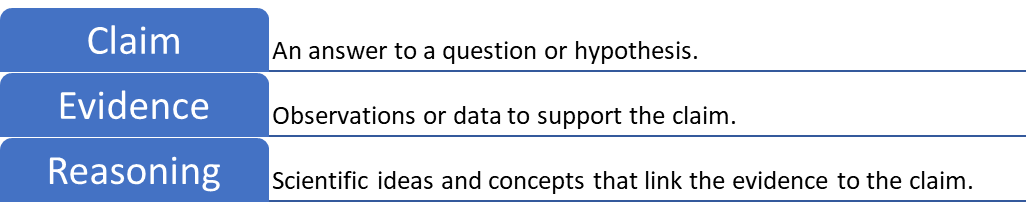 Claim
An answer to a question or hypothesis.
Evidence
Observations or data to support the claim.
Reasoning
Scientific ideas and concepts that link the evidence to the claim.